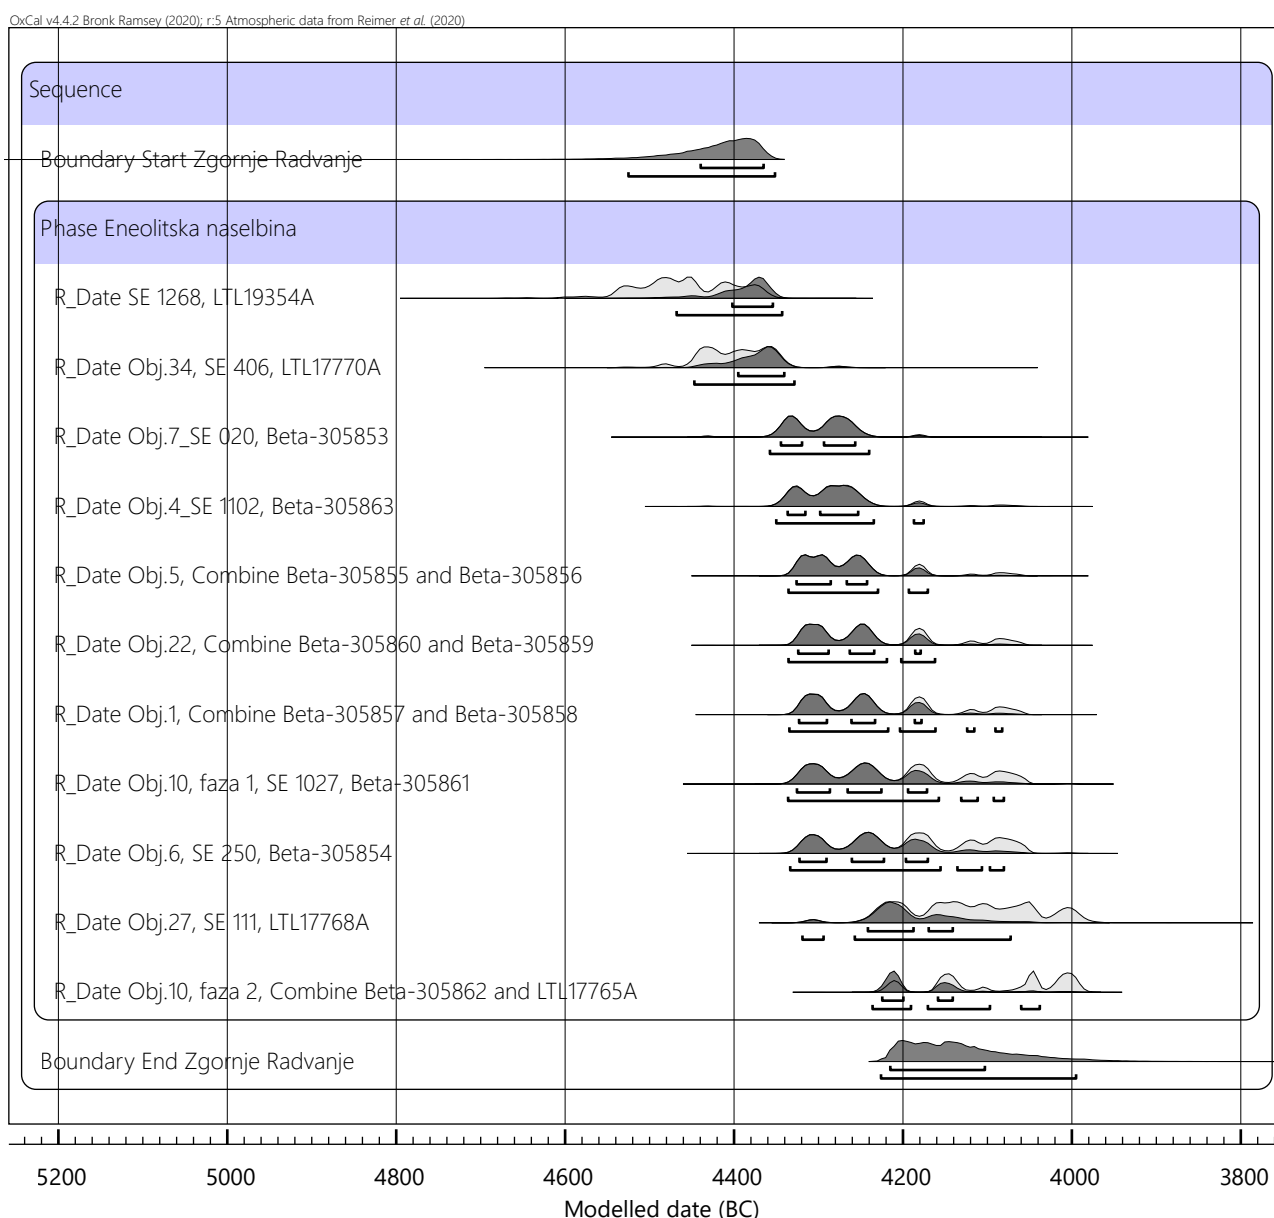 OxCal v4.4.2 Bronk Ramsey (2020); r:5 Atmospheric data from Reimer et al. (2020)
Sequence
Boundary Start Zgornje Radvanje
Phase Eneolitska naselbina
R_Date SE 1268, LTL19354A
R_Date Obj.34, SE 406, LTL17770A
R_Date Obj.7_SE 020, Beta-305853
R_Date Obj.4_SE 1102, Beta-305863
R_Date Obj.5, Combine Beta-305855 and Beta-305856
R_Date Obj.22, Combine Beta-305860 and Beta-305859
R_Date Obj.1, Combine Beta-305857 and Beta-305858
R_Date Obj.10, faza 1, SE 1027, Beta-305861
R_Date Obj.6, SE 250, Beta-305854
R_Date Obj.27, SE 111, LTL17768A
R_Date Obj.10, faza 2, Combine Beta-305862 and LTL17765A
Boundary End Zgornje Radvanje
5200 5000 4800 4600 4400 4200 4000 3800
Modelled date (BC)